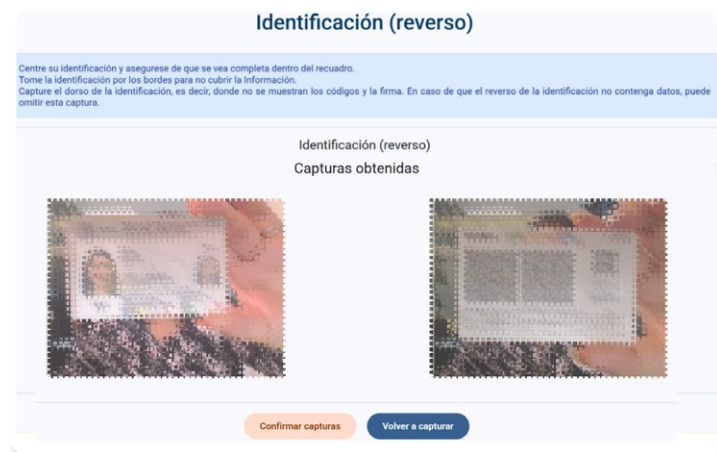 Identificación (reverso)
Centre su identificación y asegurese de que se vea completa dentro del recuadro.
Tome la identificación por los bordes para no cubrir la Información.
Capture el dorso de la identificación, es decir, donde no se muestran los códigos y la firma. En caso de que el reverso de la identificación no contenga datos, puede
omitir esta captura.
Identificación (reverso)
Capturas obtenidas
Confirmar capturas
Volver a capturar